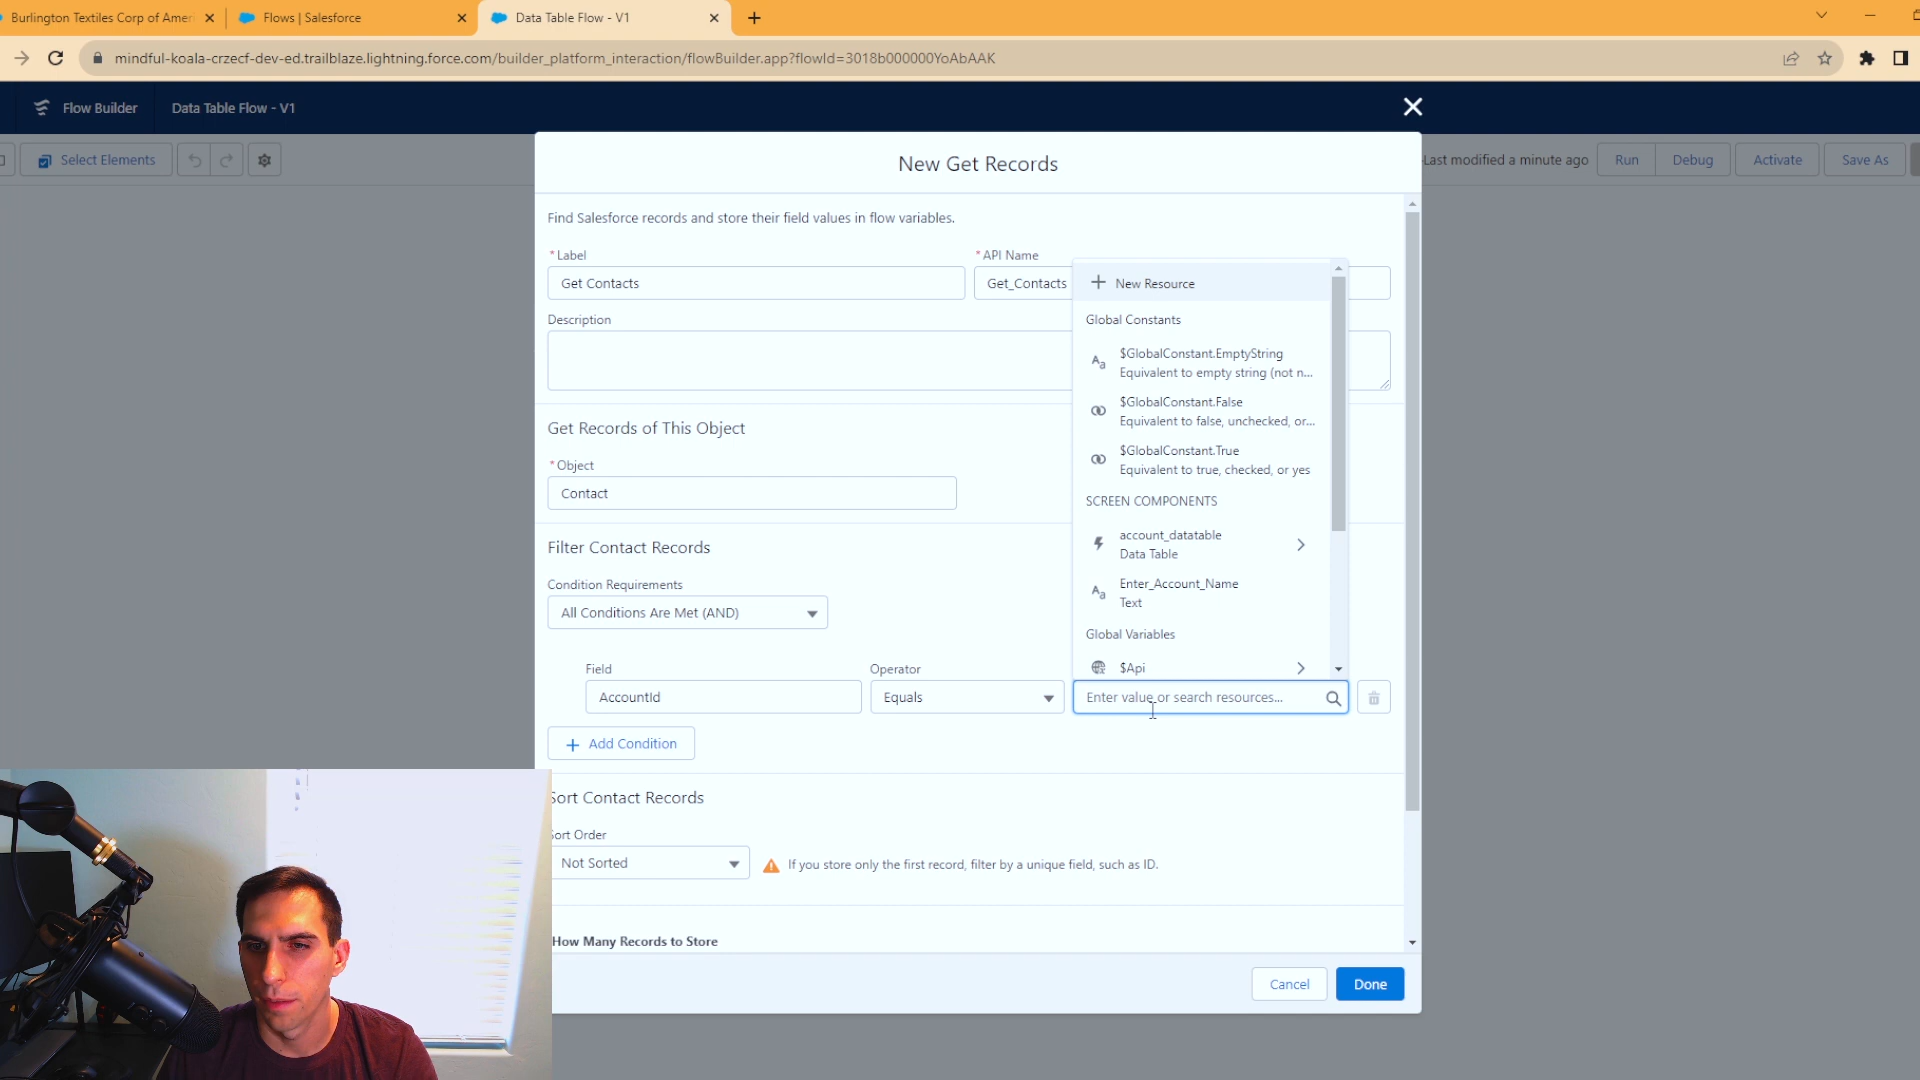 Burlington Textiles Corp of Amer
Flows | Salesforce
Data Table Flow - V1
mindful-koala-crzecf-dev-ed.trailblaze.lightning.force.com/builder_platform_interaction/flowBuilder.app?flowId=3018b000000YoAbAAK
Flow Builder
Data Table Flow - V1
Select Elements
Last modified a minute ago
Run
Debug
Activate
Save As
New Get Records
Find Salesforce records and store their field values in flow variables.
* Label
* API Name
Get Contacts
Get_Contacts
Description
Get Records of This Object
* Object
Contact
Filter Contact Records
Condition Requirements
All Conditions Are Met (AND)
Field
Operator
AccountId
Equals
Enter value or search resources...
New Resource
Global Constants
Aa
$GlobalConstant.EmptyString
Equivalent to empty string (not n...
$GlobalConstant.False
Equivalent to false, unchecked, or...
$GlobalConstant.True
Equivalent to true, checked, or yes
SCREEN COMPONENTS
account_datatable
Data Table
Aa
Enter_Account_Name
Text
Global Variables
$Api
Add Condition
Sort Contact Records
Sort Order
Not Sorted
If you store only the first record, filter by a unique field, such as ID.
How Many Records to Store
Cancel
Done